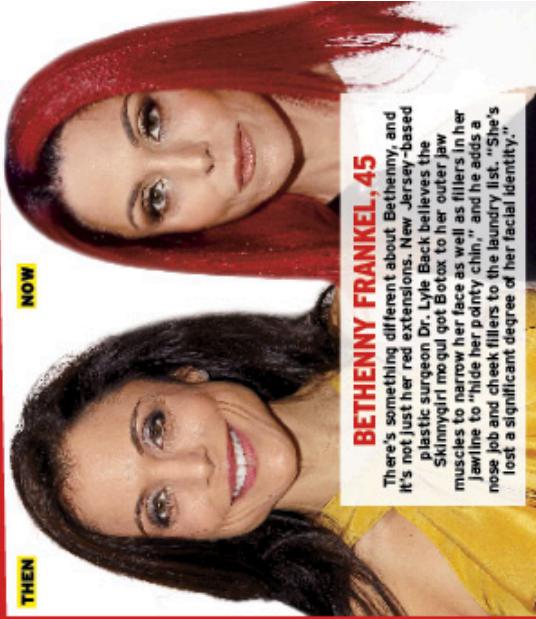 THEN
NOW
BETHENNY FRANKEL, 45
There's something different about Bethenny, and
it's not just her red extensions. New Jersey-based
plastic surgeon Dr. Lyle Back believes the
Skinnygirl mogul got Botox to her outer jaw
muscles to narrow her face as well as fillers in her
jawline to "hide her pointy chin," and he adds a
nose job and cheek fillers to the laundry list. "She's
lost a significant degree of her facial identity."